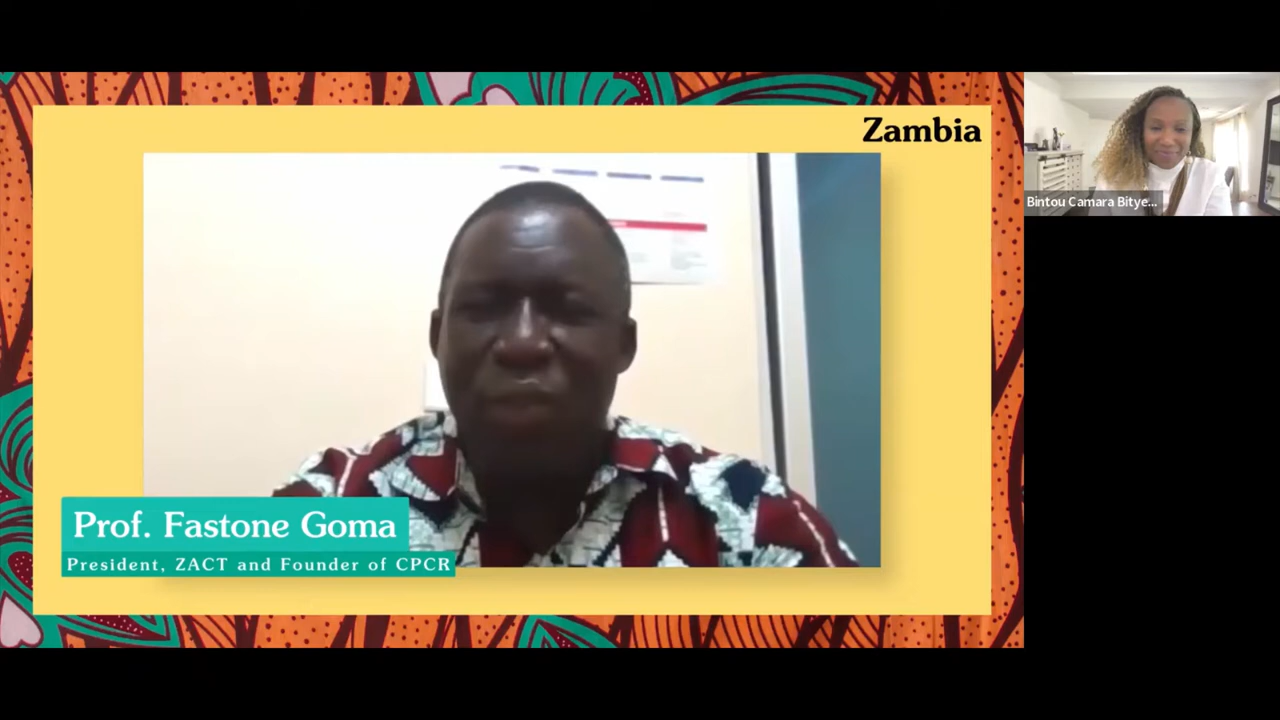 Zambia
Bintou Camara Bitye...
Prof. Fastone Goma
President, ZACT and Founder of CPCR